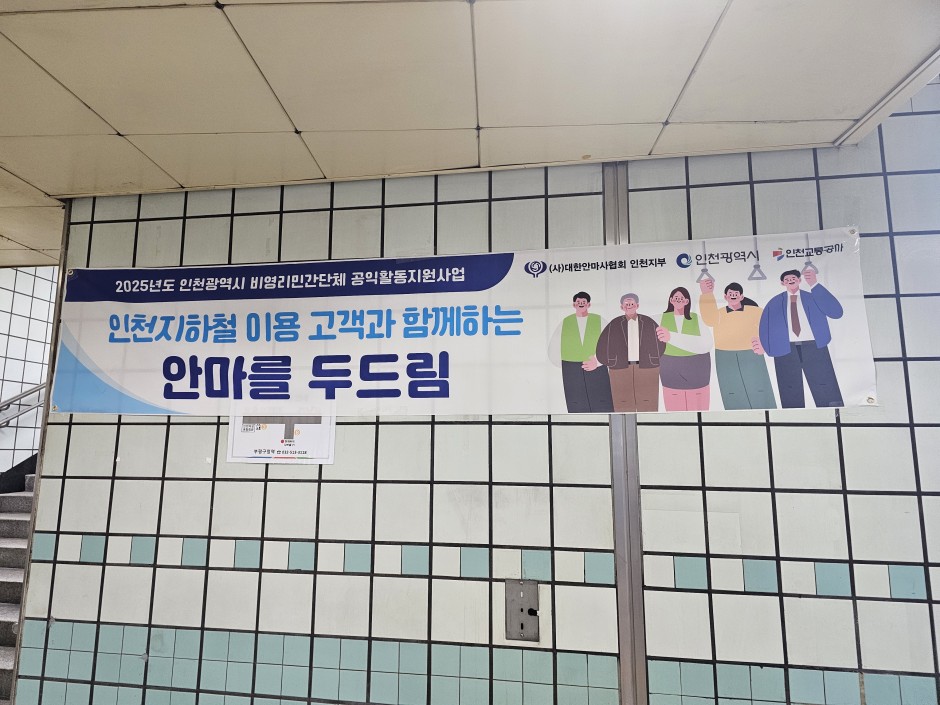 2025년도 인천광역시 비영리민간단체 공익활동지원사업
(사)대한안마사협회 인천지부
인천광역시
인천교통공사
인천지하철 이용 고객과 함께하는
안마를 두드림